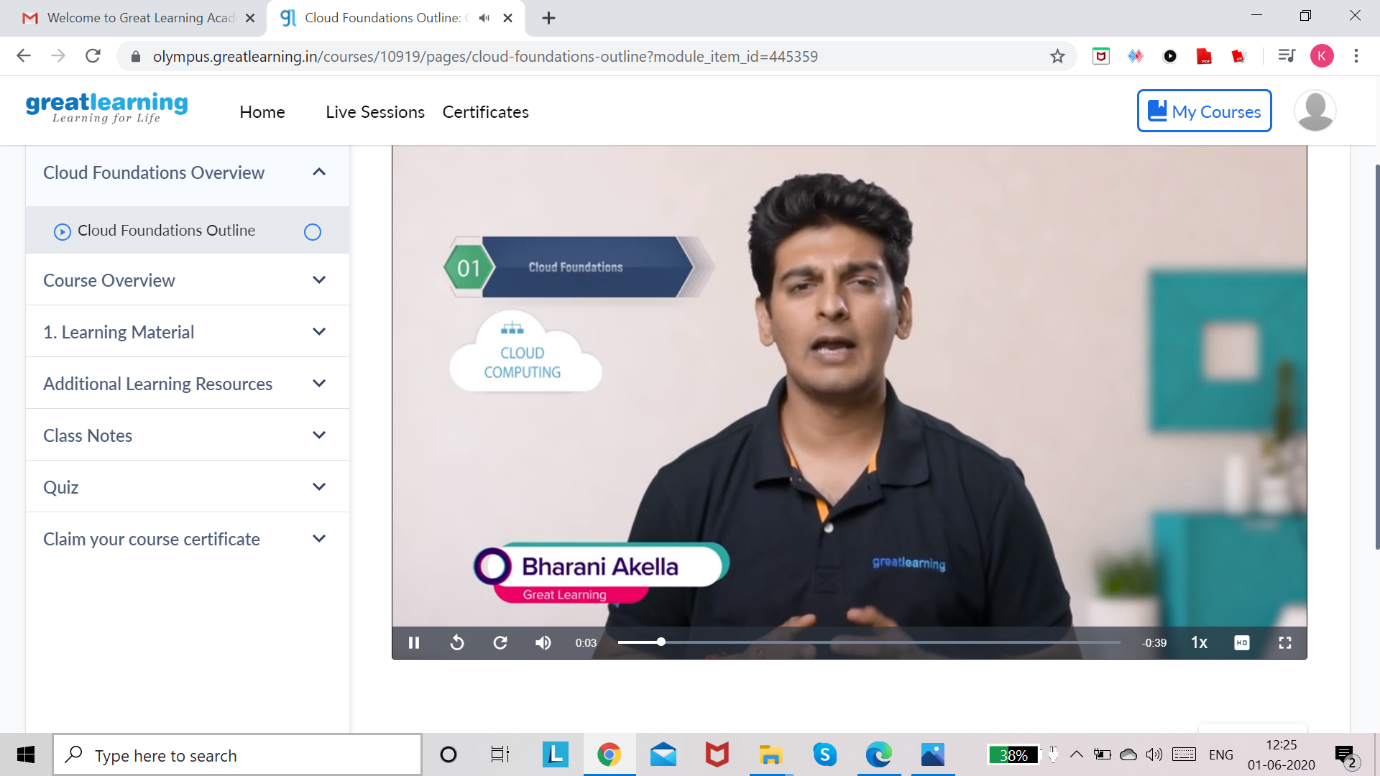 Welcome to Great Learning Acad
Cloud Foundations Outline: C
olympus.greatlearning.in/courses/10919/pages/cloud-foundations-outline?module_item_id=445359
K
greatlearning
Learning for Life
Home
Live Sessions
Certificates
My Courses
Cloud Foundations Overview
Cloud Foundations Outline
Course Overview
1. Learning Material
Additional Learning Resources
Class Notes
Quiz
Claim your course certificate
01
Cloud Foundations
CLOUD
COMPUTING
greatlearning
Bharani Akella
Great Learning
0:03
-0:39
1x
HD
Type here to search
L
S
38%
ENG
12:25
01-06-2020
2